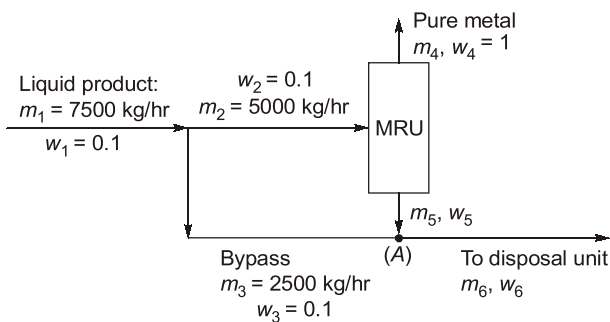 Pure metal
m₄, w₄ = 1
Liquid product:
m₁ = 7500 kg/hr
w₁ = 0.1
w₂ = 0.1
m₂ = 5000 kg/hr
MRU
m₅, w₅
(A)
Bypass
m₃ = 2500 kg/hr
w₃ = 0.1
To disposal unit
m₆, w₆